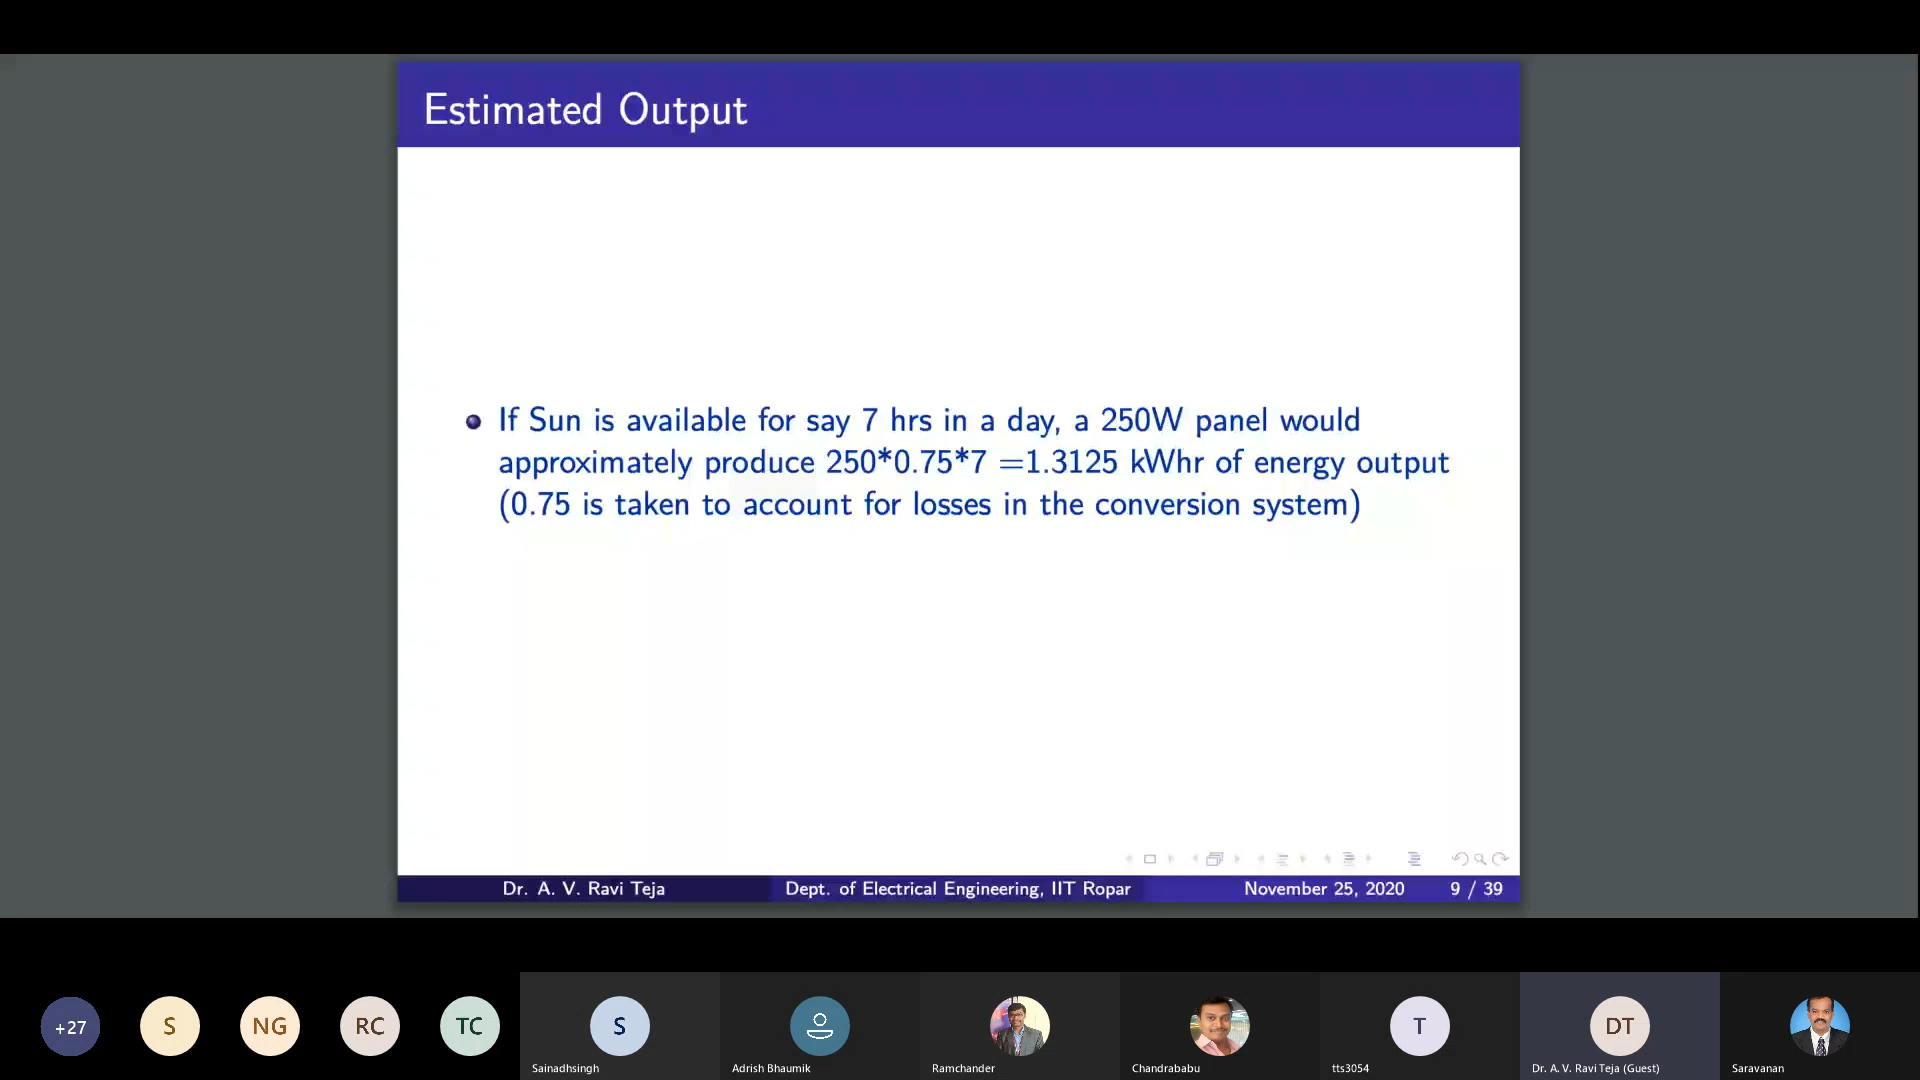 Estimated Output
If Sun is available for say 7 hrs in a day, a 250W panel would
approximately produce 250*0.75*7 =1.3125 kWhr of energy output
(0.75 is taken to account for losses in the conversion system)
Dr. A. V. Ravi Teja Dept. of Electrical Engineering, IIT Ropar November 25, 2020 9 / 39
+27 S NG RC TC S T DT
Sainadhsingh Adrish Bhaumik Ramchander Chandrababu tts3054 Dr. A. V. Ravi Teja (Guest) Saravanan